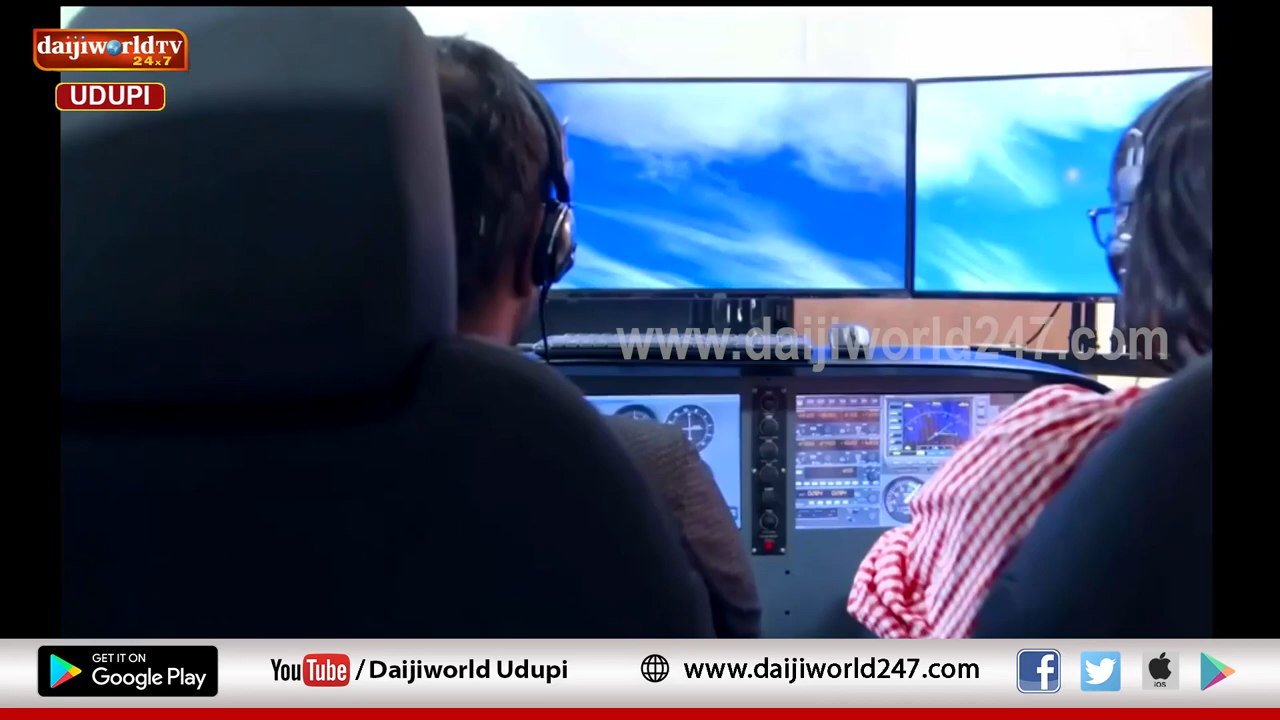 daijiworldTV
24x7
UDUPI
www.daijiworld247.com
GET IT ON
Google Play
YouTube / Daijiworld Udupi
www.daijiworld247.com
iOS